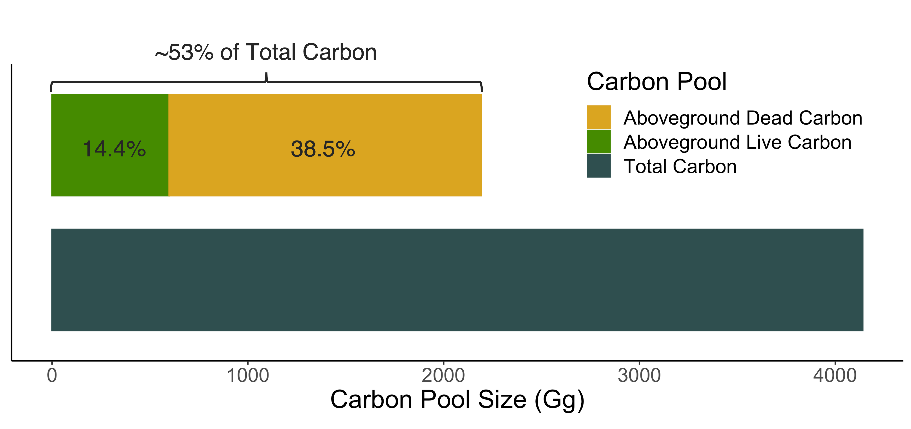 ~53% of Total Carbon
Carbon Pool
Aboveground Dead Carbon
Aboveground Live Carbon
Total Carbon
14.4%
38.5%
0
1000
2000
3000
4000
Carbon Pool Size (Gg)